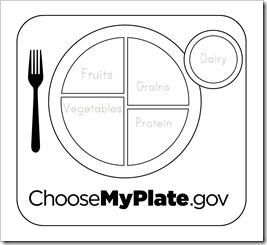 Dairy
Fruits
Grains
Vegetables
Protein
ChooseMyPlate.gov